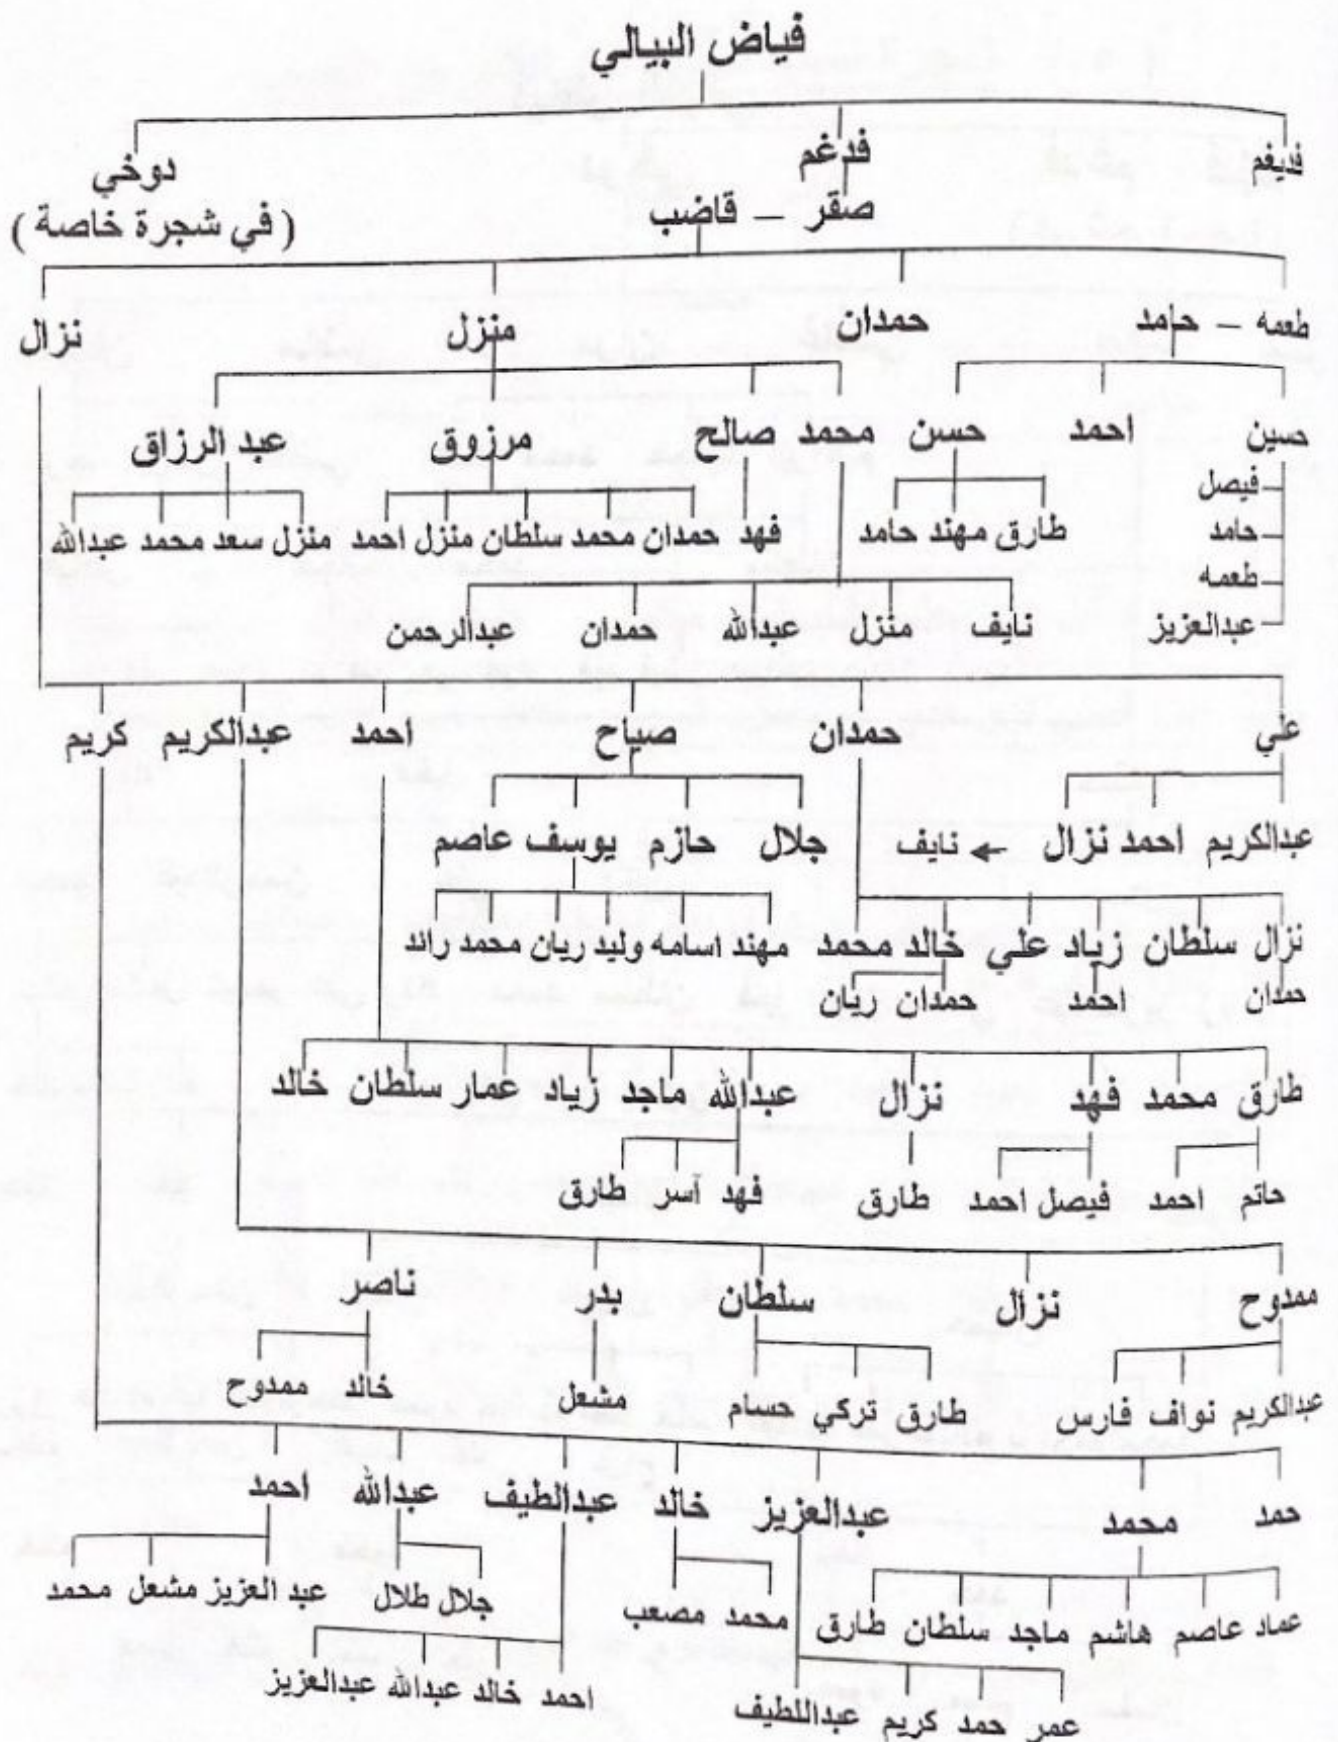 فياض البيالي
فديغم فدغم دوخي
صقر – قاضب ( في شجرة خاصة )
طعمه – حامد حمدان منزل نزال
حسين احمد حسن محمد صالح مرزوق عبد الرزاق
فيصل
حامد
طعمه
عبدالعزيز
طارق مهند حامد فهد حمدان محمد سلطان منزل احمد منزل سعد محمد عبدالله
نايف منزل عبدالله حمدان عبدالرحمن
علي حمدان صياح احمد عبدالكريم كريم
عبدالكريم احمد نزال ← نايف جلال حازم يوسف عاصم
نزال سلطان زياد علي خالد محمد مهند اسامه وليد ريان محمد رائد
حمدان احمد حمدان ريان
طارق محمد فهد نزال عبدالله ماجد زياد عمار سلطان خالد
حاتم احمد فيصل احمد طارق فهد آسر طارق
ممدوح نزال سلطان بدر ناصر
عبدالكريم نواف فارس طارق تركي حسام مشعل خالد ممدوح
حمد محمد عبدالعزيز خالد عبدالطيف عبدالله احمد
عماد عاصم هاشم ماجد سلطان طارق محمد مصعب جلال طلال عبد العزيز مشعل محمد
عمر حمد كريم عبداللطيف احمد خالد عبدالله عبدالعزيز